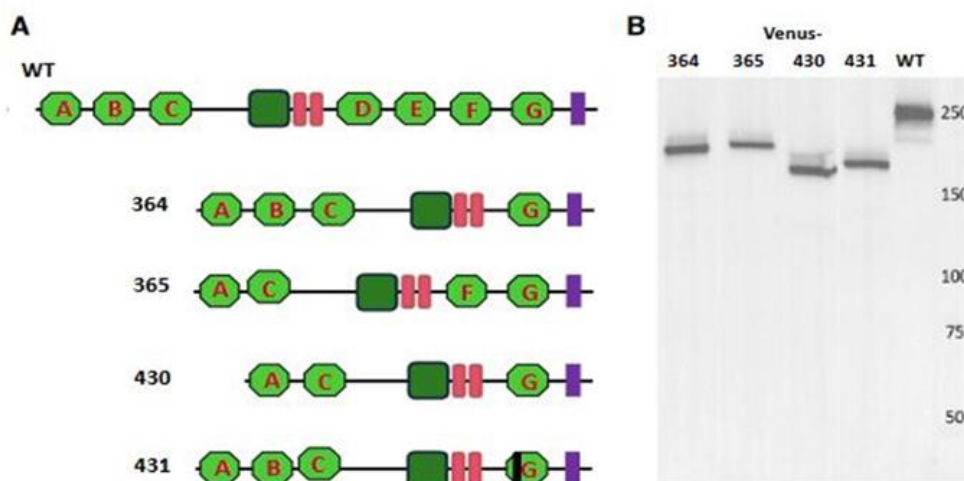 A
WT
A B C D E F G
364
A B C G
365
A C F G
430
A C G
431
A B C G
B
Venus-
364 365 430 431 WT
250
150
100
75
50